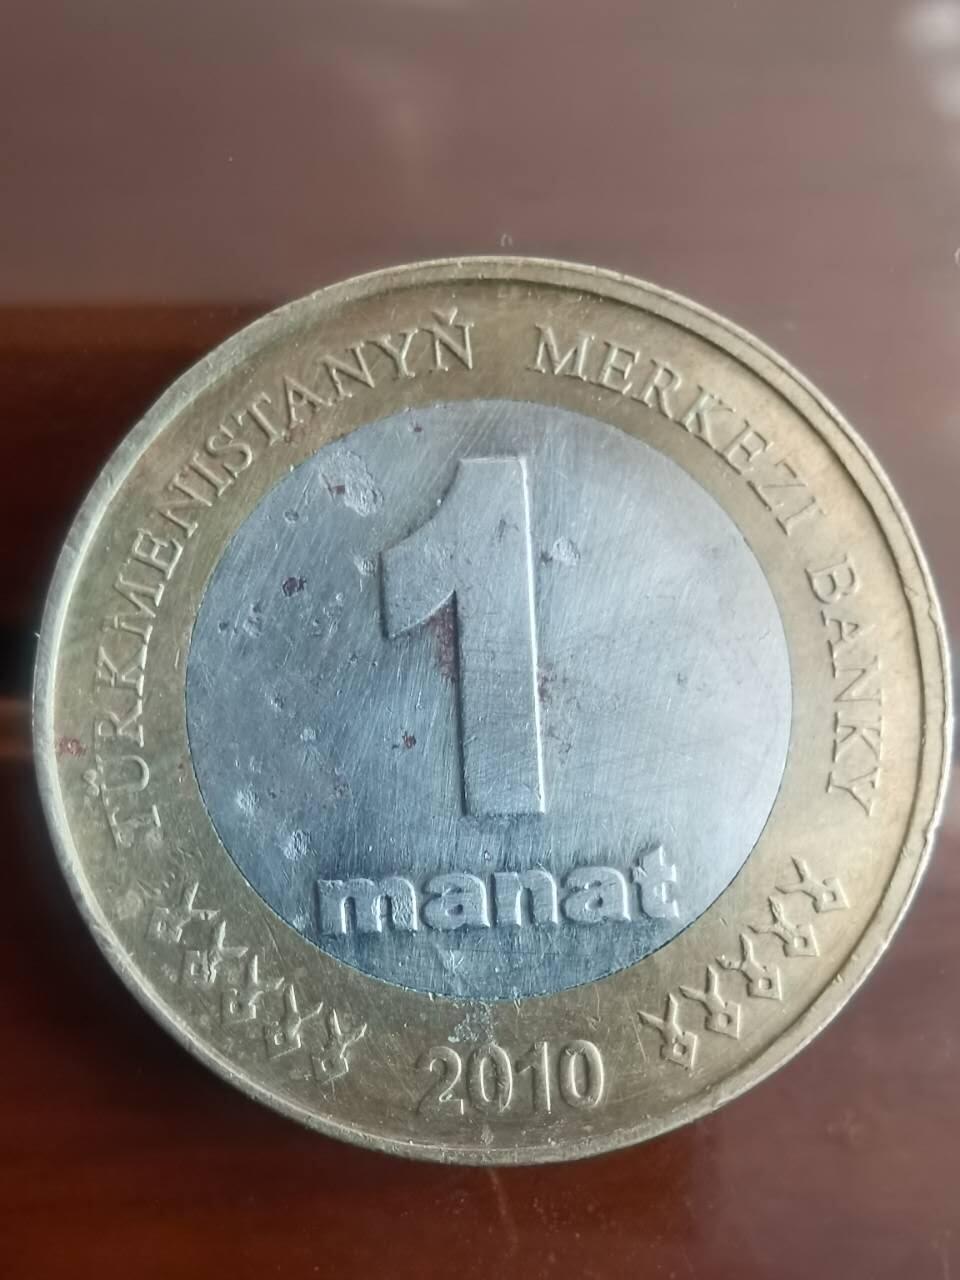 TÜRKMENISTANYŇ MERKEZI BANKY
1
manat
2010